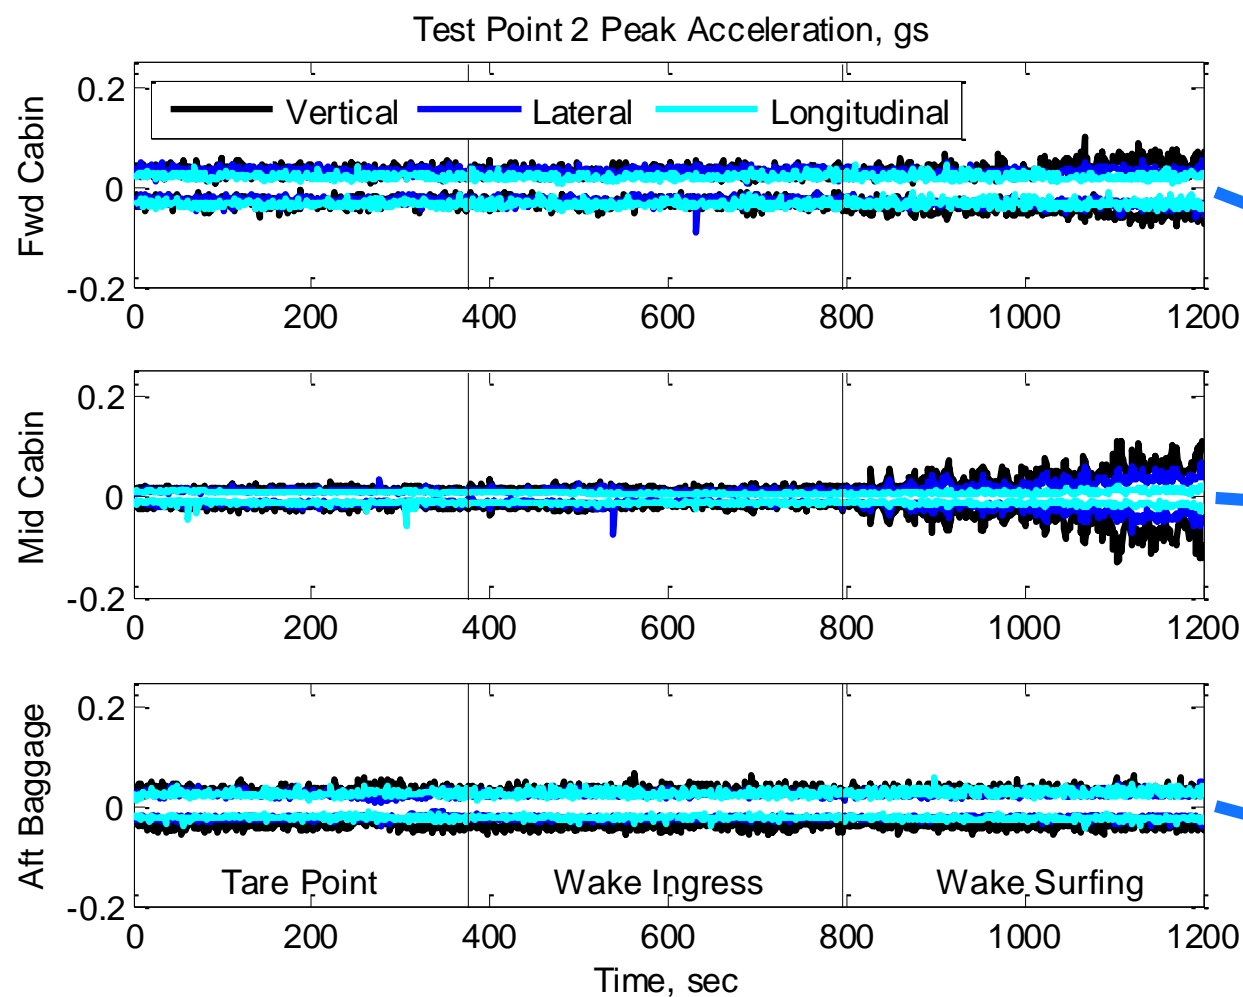 Test Point 2 Peak Acceleration, gs
Fwd Cabin
0.2
0
-0.2
Vertical Lateral Longitudinal
0 200 400 600 800 1000 1200
Mid Cabin
0.2
0
-0.2
0 200 400 600 800 1000 1200
Aft Baggage
0.2
0
-0.2
Tare Point Wake Ingress Wake Surfing
0 200 400 600 800 1000 1200
Time, sec